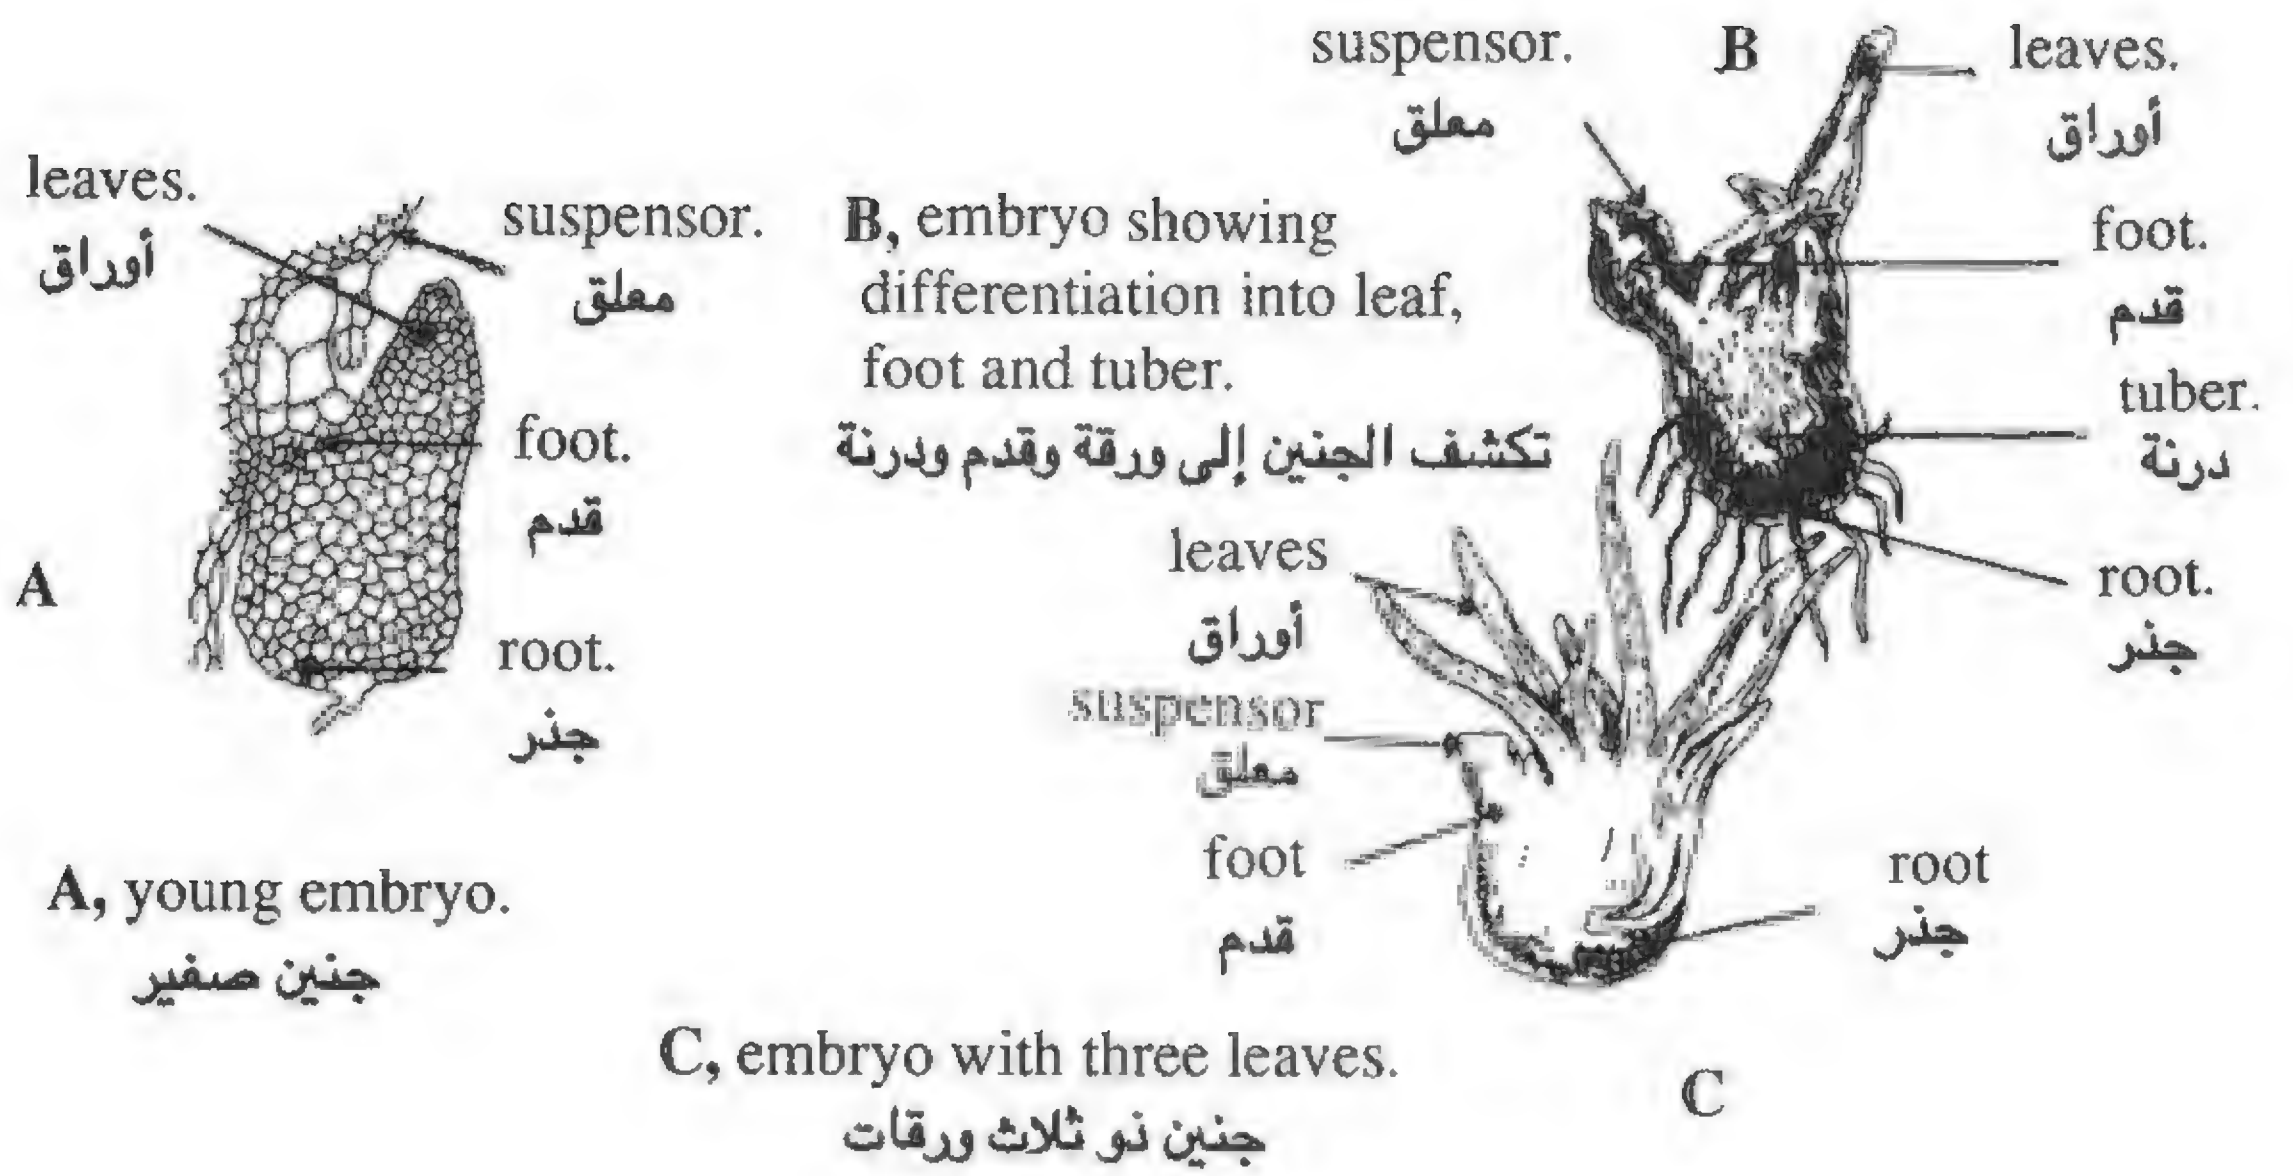 leaves.
أوراق
suspensor.
معلق
foot.
قدم
root.
جذر
A
A, young embryo.
جنين صفير
B, embryo showing
differentiation into leaf,
foot and tuber.
تكشف الجنين إلى ورقة وقدم ودرنة
suspensor.
معلق
B
leaves.
أوراق
foot.
قدم
tuber.
درنة
root.
جذر
leaves
أوراق
suspensor
معلق
foot
قدم
root
جذر
C, embryo with three leaves.
جنين نو ثلاث ورقات
C